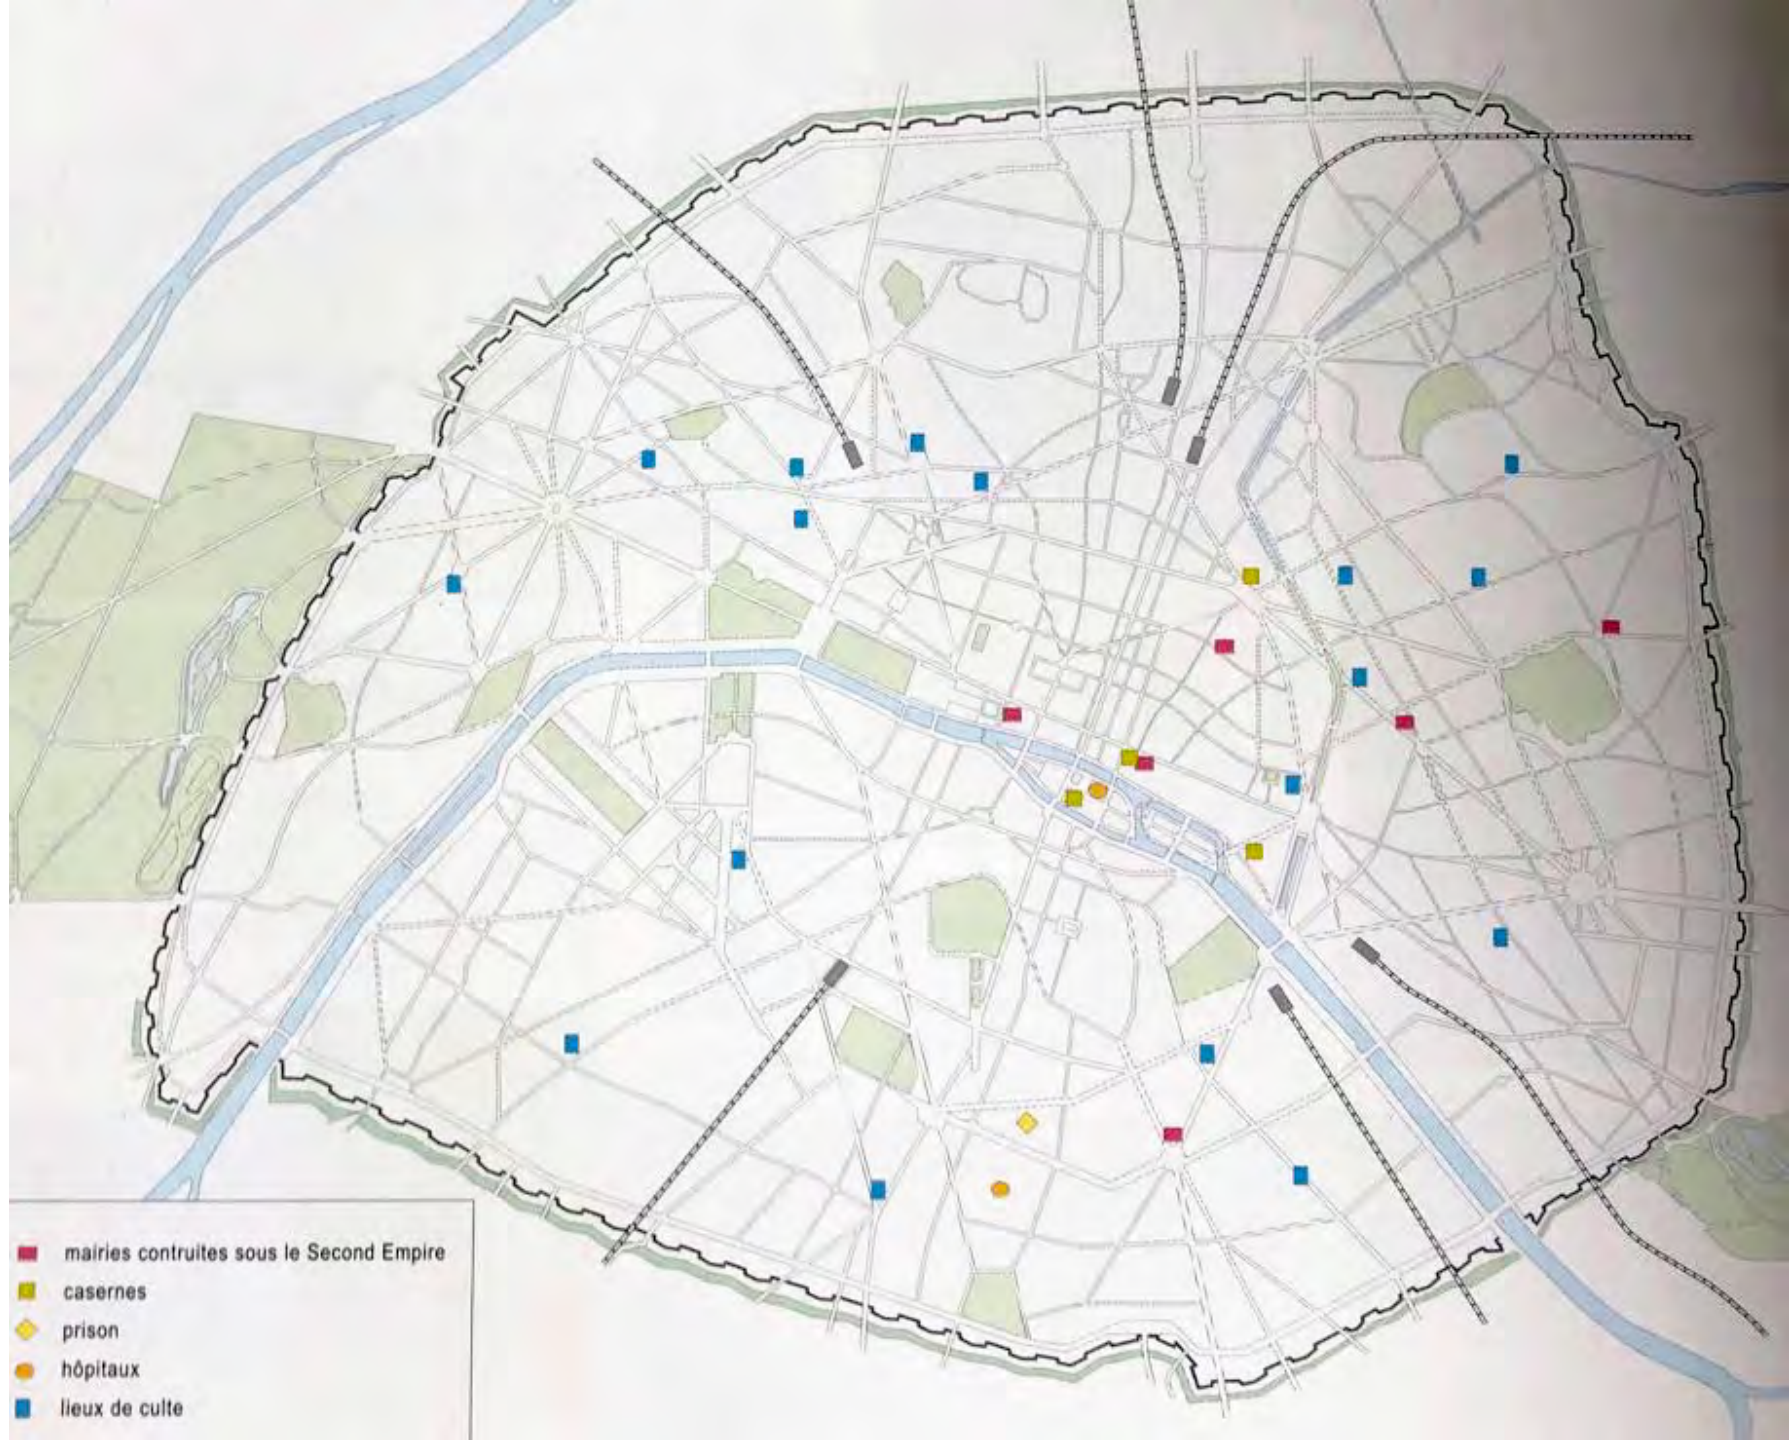 mairies contruites sous le Second Empire
casernes
prison
hôpitaux
lieux de culte